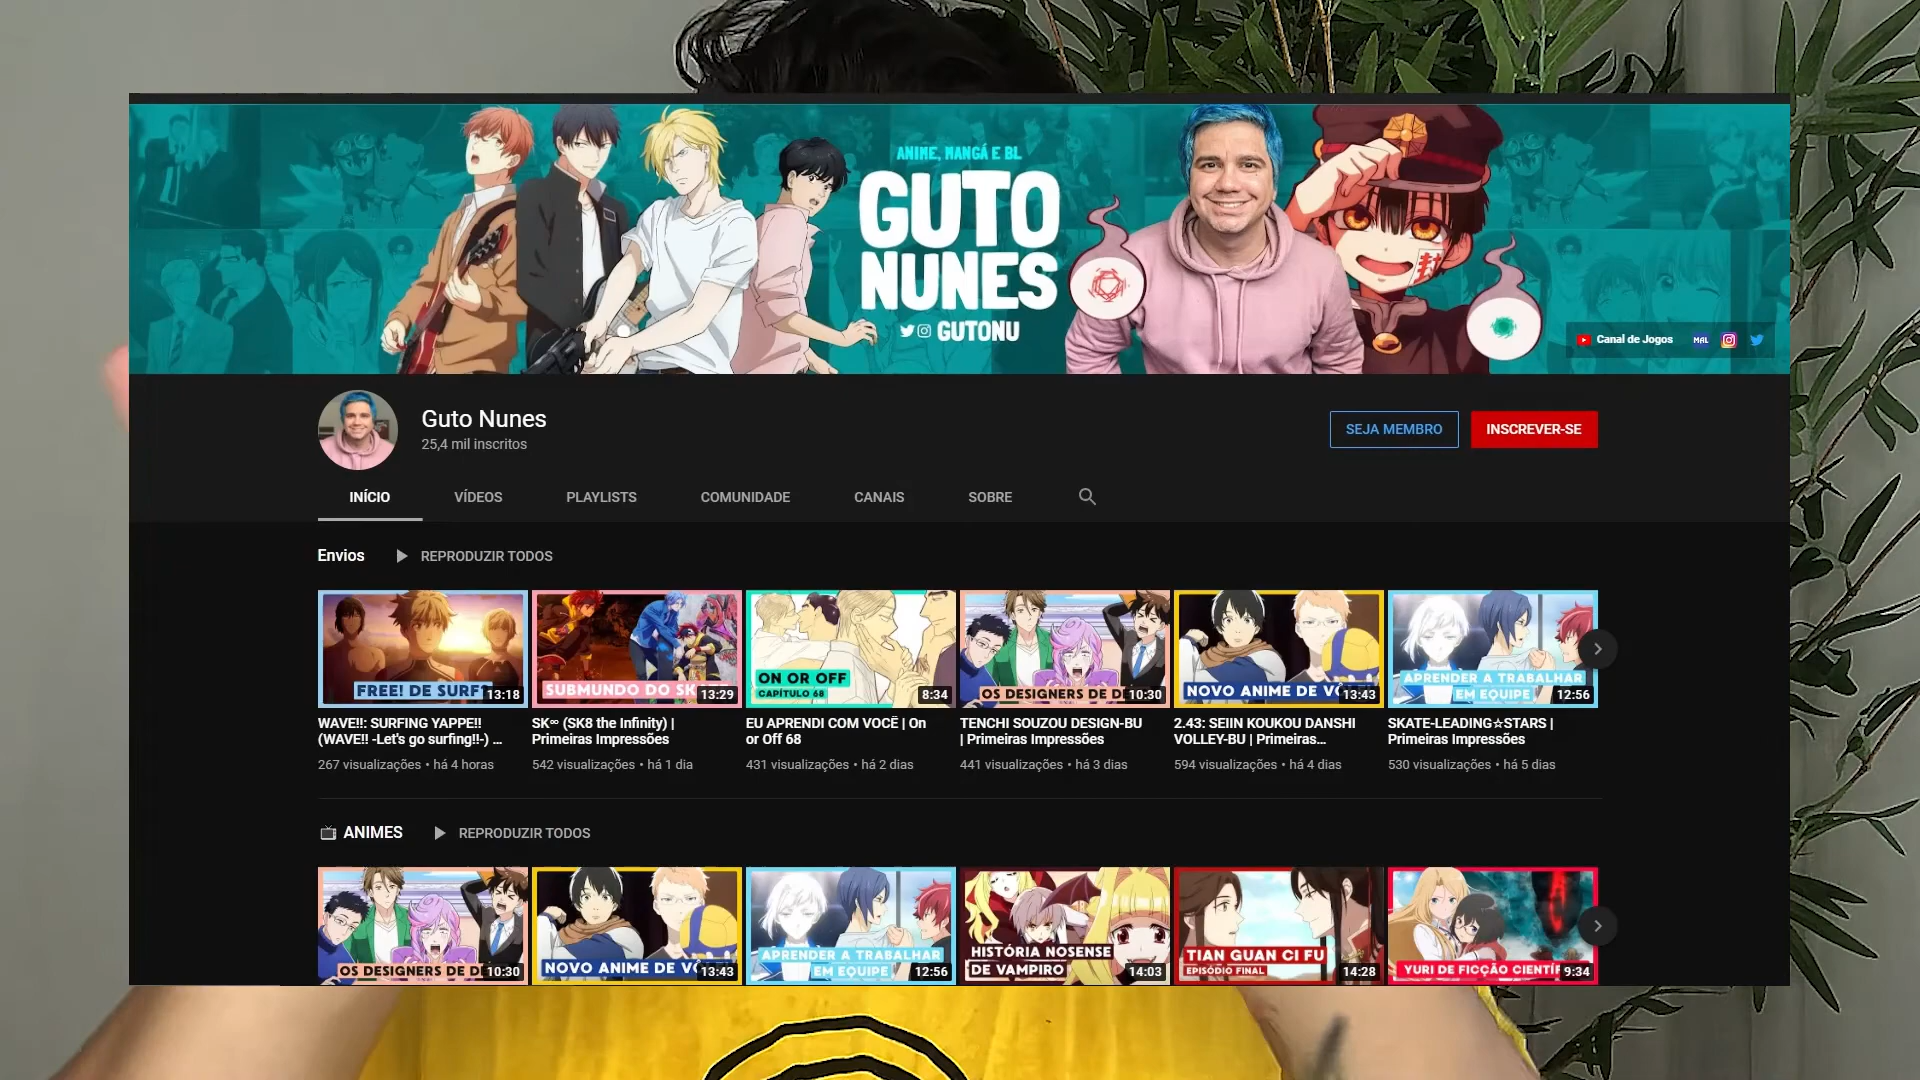 ANIME, MANGÁ E BL
GUTO
NUNES
GUTONU
Canal de Jogos
MAL
Guto Nunes
25,4 mil inscritos
SEJA MEMBRO
INSCREVER-SE
INÍCIO
VÍDEOS
PLAYLISTS
COMUNIDADE
CANAIS
SOBRE
Envios
REPRODUZIR TODOS
FREE! DE SURF?
13:18
WAVE!!: SURFING YAPPE!!
(WAVE!! -Let's go surfing!!-) ...
267 visualizações • há 4 horas
SUBMUNDO DO SK
13:29
SK∞ (SK8 the Infinity) |
Primeiras Impressões
542 visualizações • há 1 dia
ON OR OFF
CAPÍTULO 68
8:34
EU APRENDI COM VOCÊ | On
or Off 68
431 visualizações • há 2 dias
OS DESIGNERS DE
10:30
TENCHI SOUZOU DESIGN-BU
| Primeiras Impressões
441 visualizações • há 3 dias
NOVO ANIME DE
13:43
2.43: SEIIN KOUKOU DANSHI
VOLLEY-BU | Primeiras...
594 visualizações • há 4 dias
APRENDER A TRABALHAR
EM EQUIPE
12:56
SKATE-LEADING☆STARS |
Primeiras Impressões
530 visualizações • há 5 dias
ANIMES
REPRODUZIR TODOS
OS DESIGNERS DE
10:30
NOVO ANIME DE
13:43
APRENDER A TRABALHAR
EM EQUIPE
12:56
HISTÓRIA NOSENSE
DE VAMPIRO
14:03
TIAN GUAN CI FU
EPISÓDIO FINAL
14:28
YURI DE FICÇÃO CIENTÍF
9:34